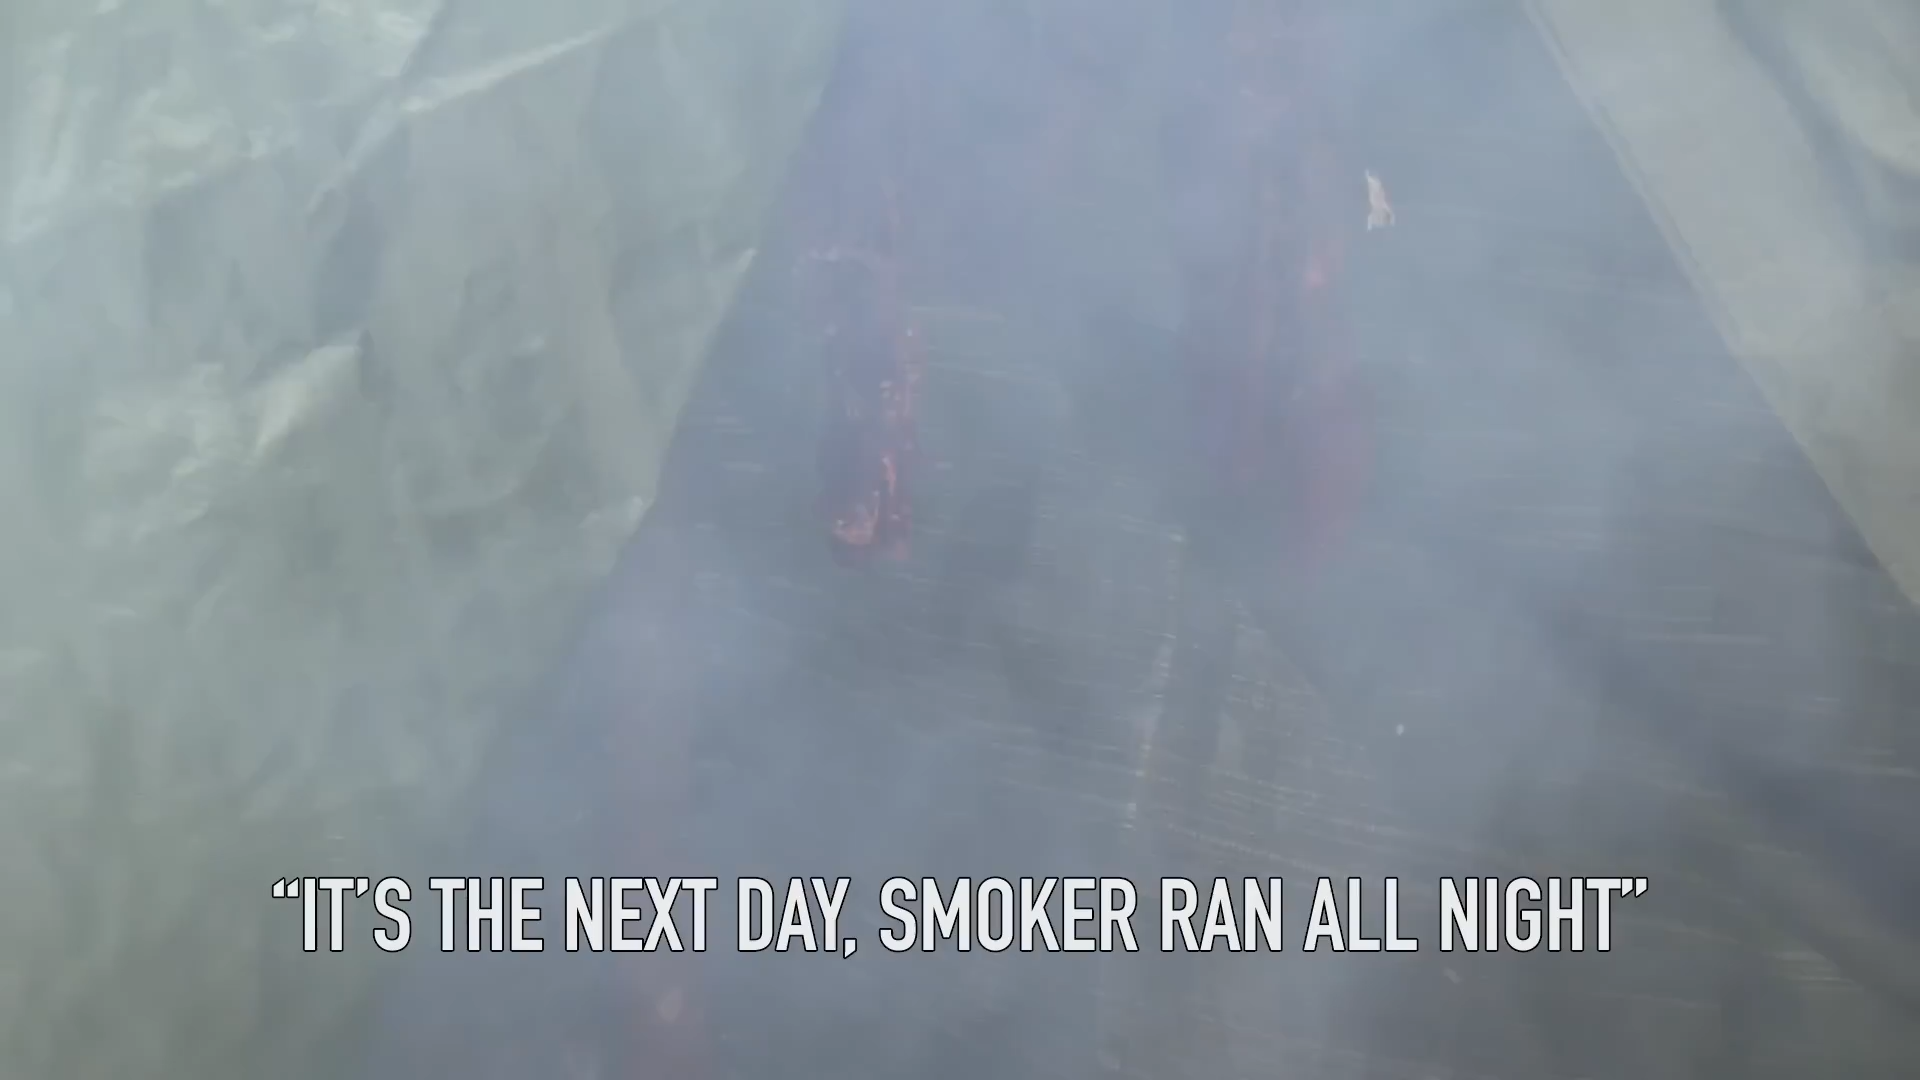 “IT’S THE NEXT DAY, SMOKER RAN ALL NIGHT”